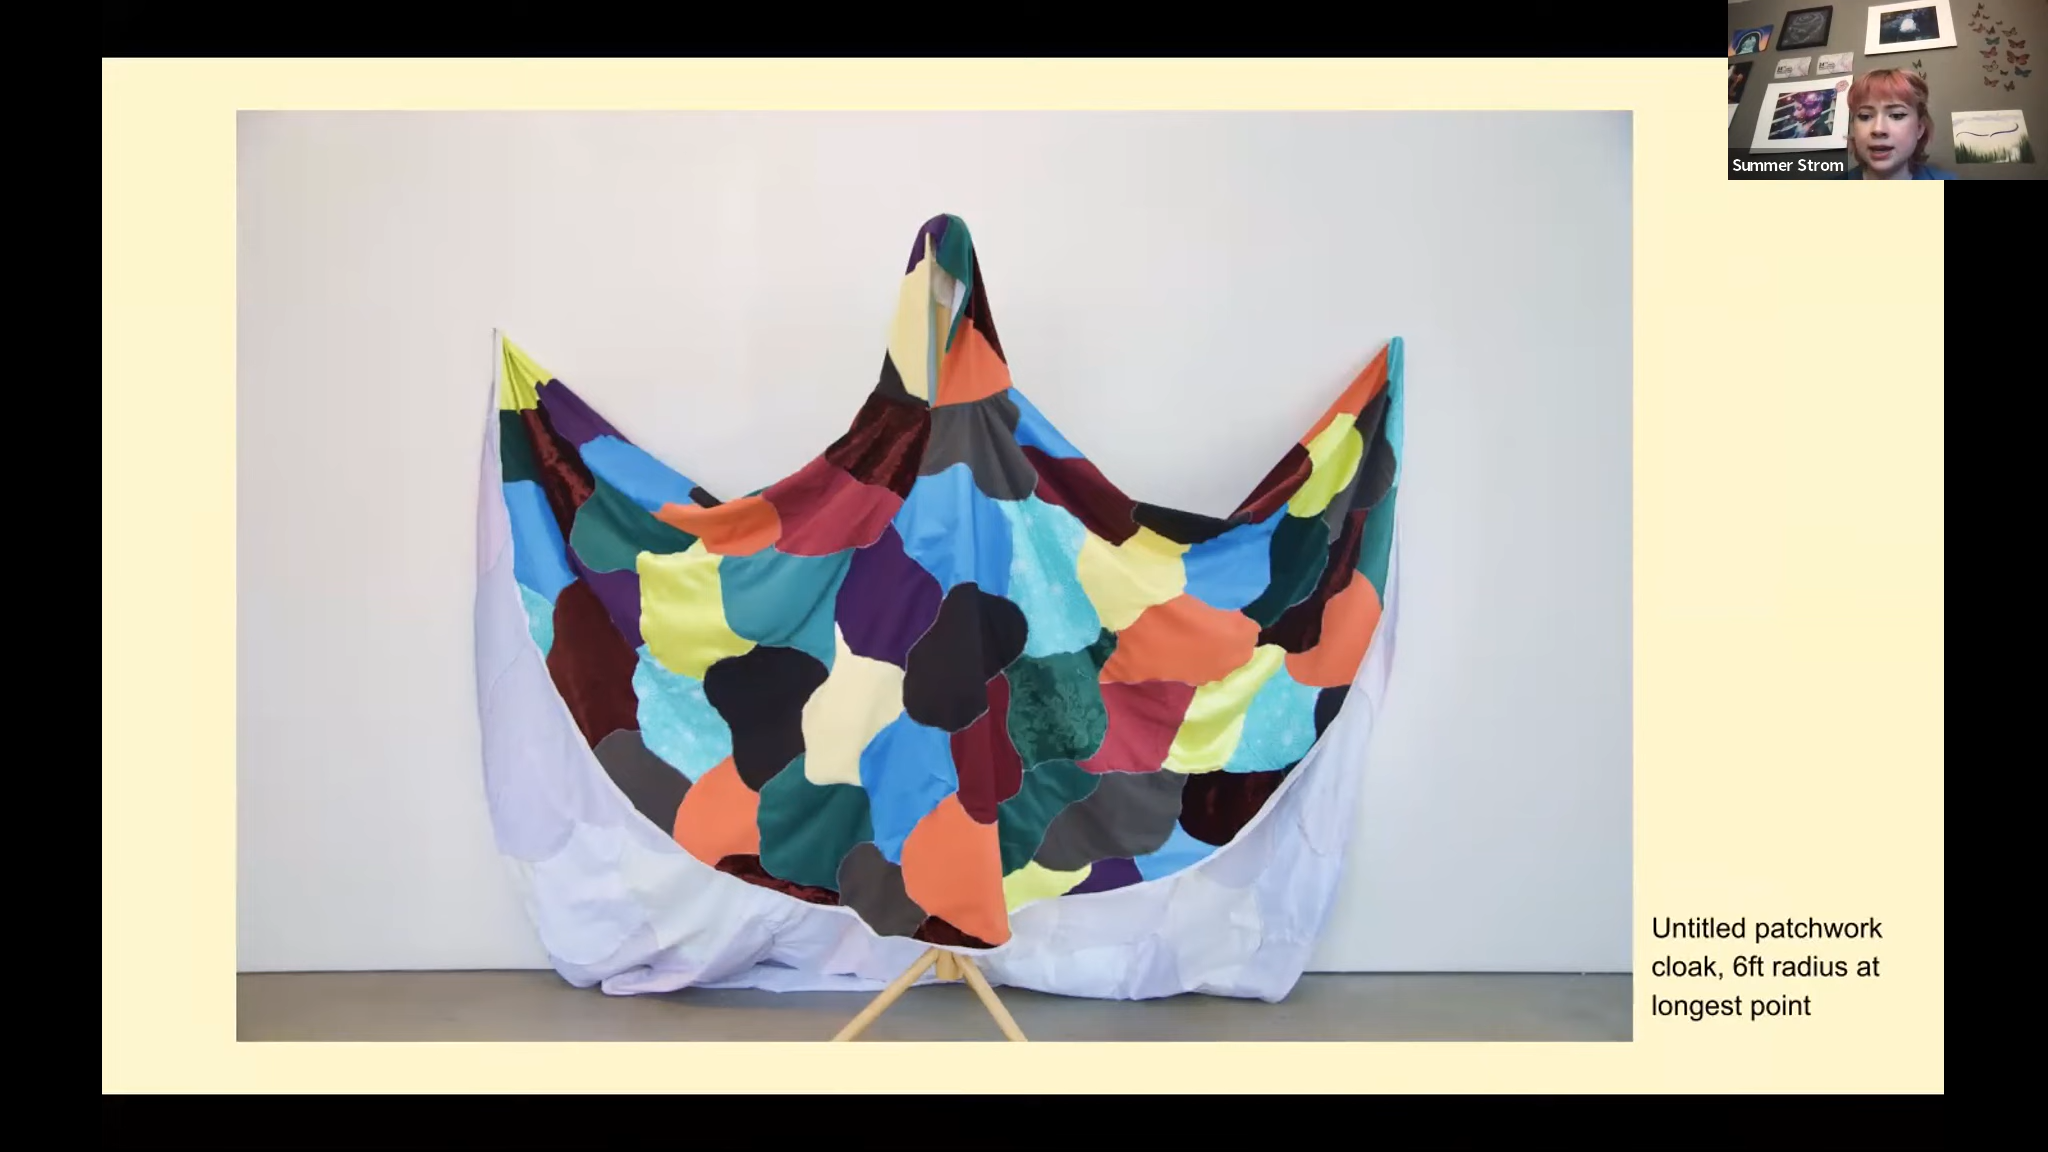 Summer Strom
Untitled patchwork
cloak, 6ft radius at
longest point